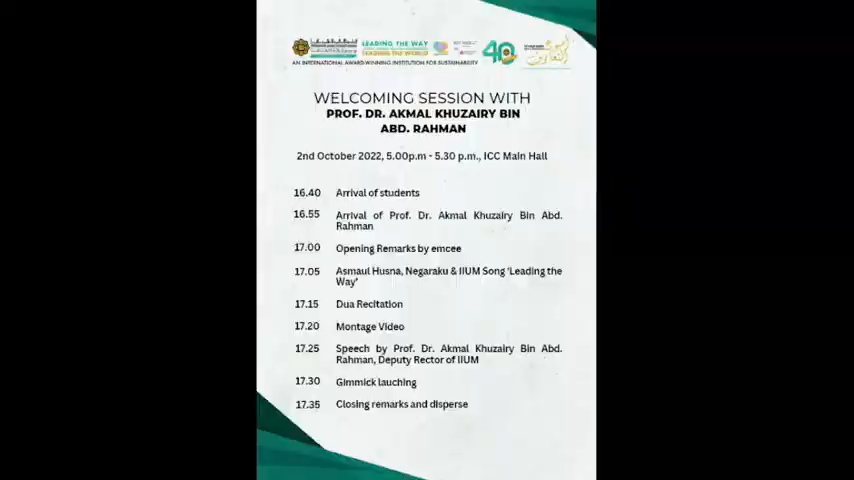 LEADING THE WAY
LEADING THE WORLD
40
AN INTERNATIONAL AWARD-WINNING INSTITUTION FOR SUSTAINABILITY
WELCOMING SESSION WITH
PROF. DR. AKMAL KHUZAIRY BIN
ABD. RAHMAN
2nd October 2022, 5.00p.m - 5.30 p.m., ICC Main Hall
16.40 Arrival of students
16.55 Arrival of Prof. Dr. Akmal Khuzairy Bin Abd.
Rahman
17.00 Opening Remarks by emcee
17.05 Asmaul Husna, Negaraku & IIUM Song ‘Leading the
Way’
17.15 Dua Recitation
17.20 Montage Video
17.25 Speech by Prof. Dr. Akmal Khuzairy Bin Abd.
Rahman, Deputy Rector of IIUM
17.30 Gimmick lauching
17.35 Closing remarks and disperse